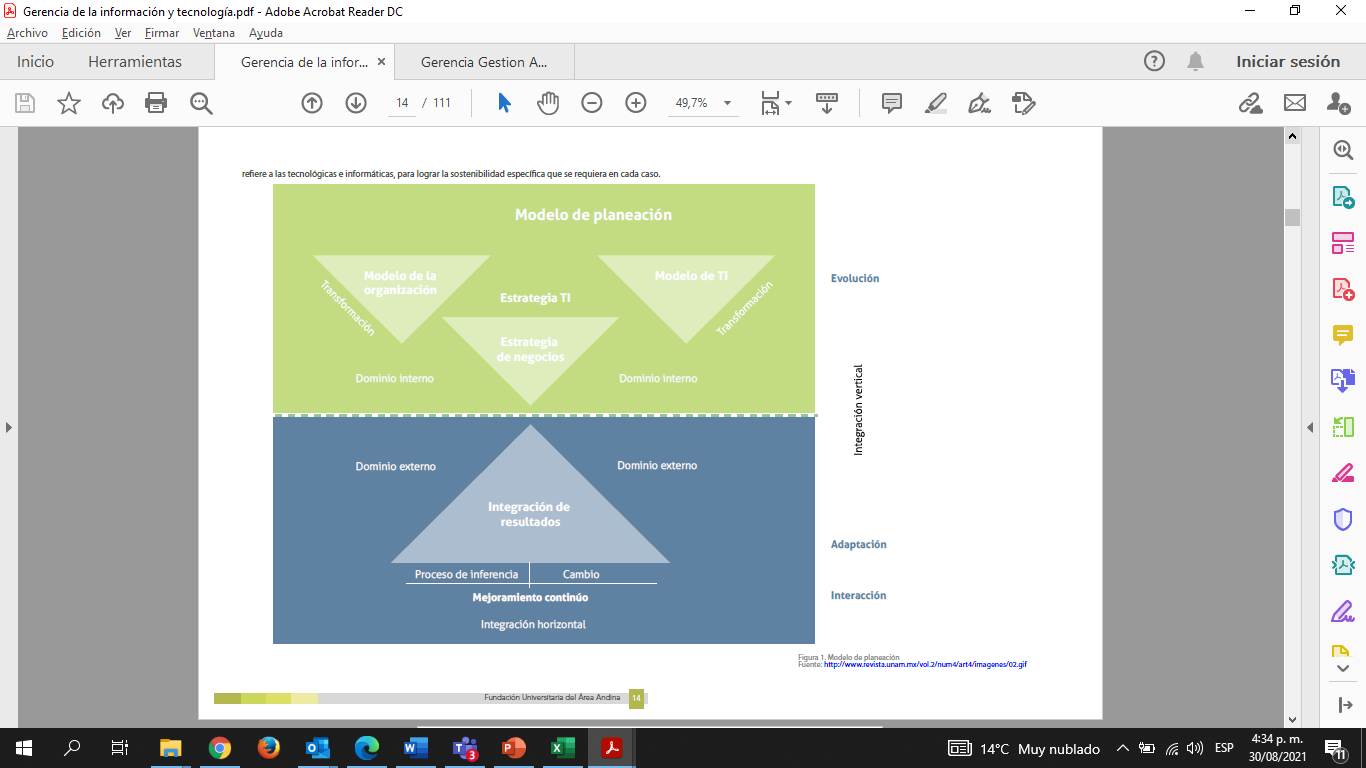 Gerencia de la información y tecnología.pdf - Adobe Acrobat Reader DC
Archivo Edición Ver Firmar Ventana Ayuda
Inicio Herramientas Gerencia de la infor... Gerencia Gestion A... Iniciar sesión
14 / 111 49,7%
refiere a las tecnológicas e informáticas, para lograr la sostenibilidad específica que se requiera en cada caso.
Modelo de planeación
Modelo de la
organización
Transformación
Estrategia TI
Modelo de TI
Transformación
Estrategia
de negocios
Dominio interno
Dominio interno
Evolución
Integración vertical
Dominio externo
Dominio externo
Integración de
resultados
Proceso de inferencia
Cambio
Mejoramiento continúo
Integración horizontal
Adaptación
Interacción
Figura 1. Modelo de planeación
Fuente: http://www.revista.unam.mx/vol.2/num4/art4/imagenes/02.gif
Fundación Universitaria del Área Andina 14
3
14°C Muy nublado
ESP
4:34 p. m.
30/08/2021
11